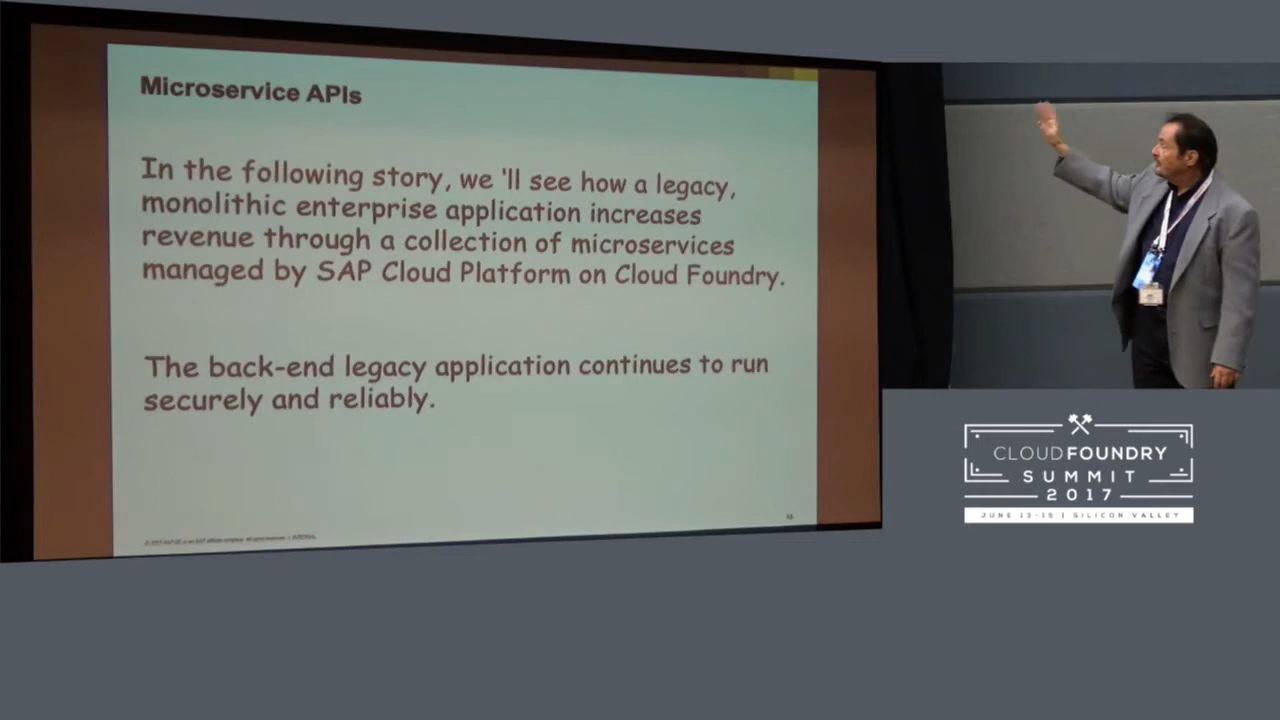 Microservice APIs
In the following story, we 'll see how a legacy,
monolithic enterprise application increases
revenue through a collection of microservices
managed by SAP Cloud Platform on Cloud Foundry.
The back-end legacy application continues to run
securely and reliably.
CLOUDFOUNDRY
SUMMIT
2017
JUNE 13-15 | SILICON VALLEY